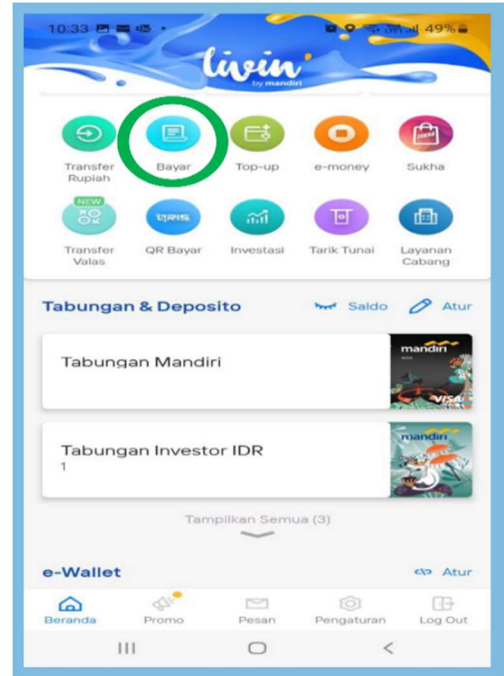 10:33
49%
livin'
by mandiri
Transfer Rupiah
Bayar
Top-up
e-money
Sukha
NEW
Transfer Valas
QR Bayar
Investasi
Tarik Tunai
Layanan Cabang
Tabungan & Deposito
Saldo
Atur
Tabungan Mandiri
mandiri
VISA
Tabungan Investor IDR
1
mandiri
Tampilkan Semua (3)
e-Wallet
Atur
Beranda
Promo
Pesan
Pengaturan
Log Out